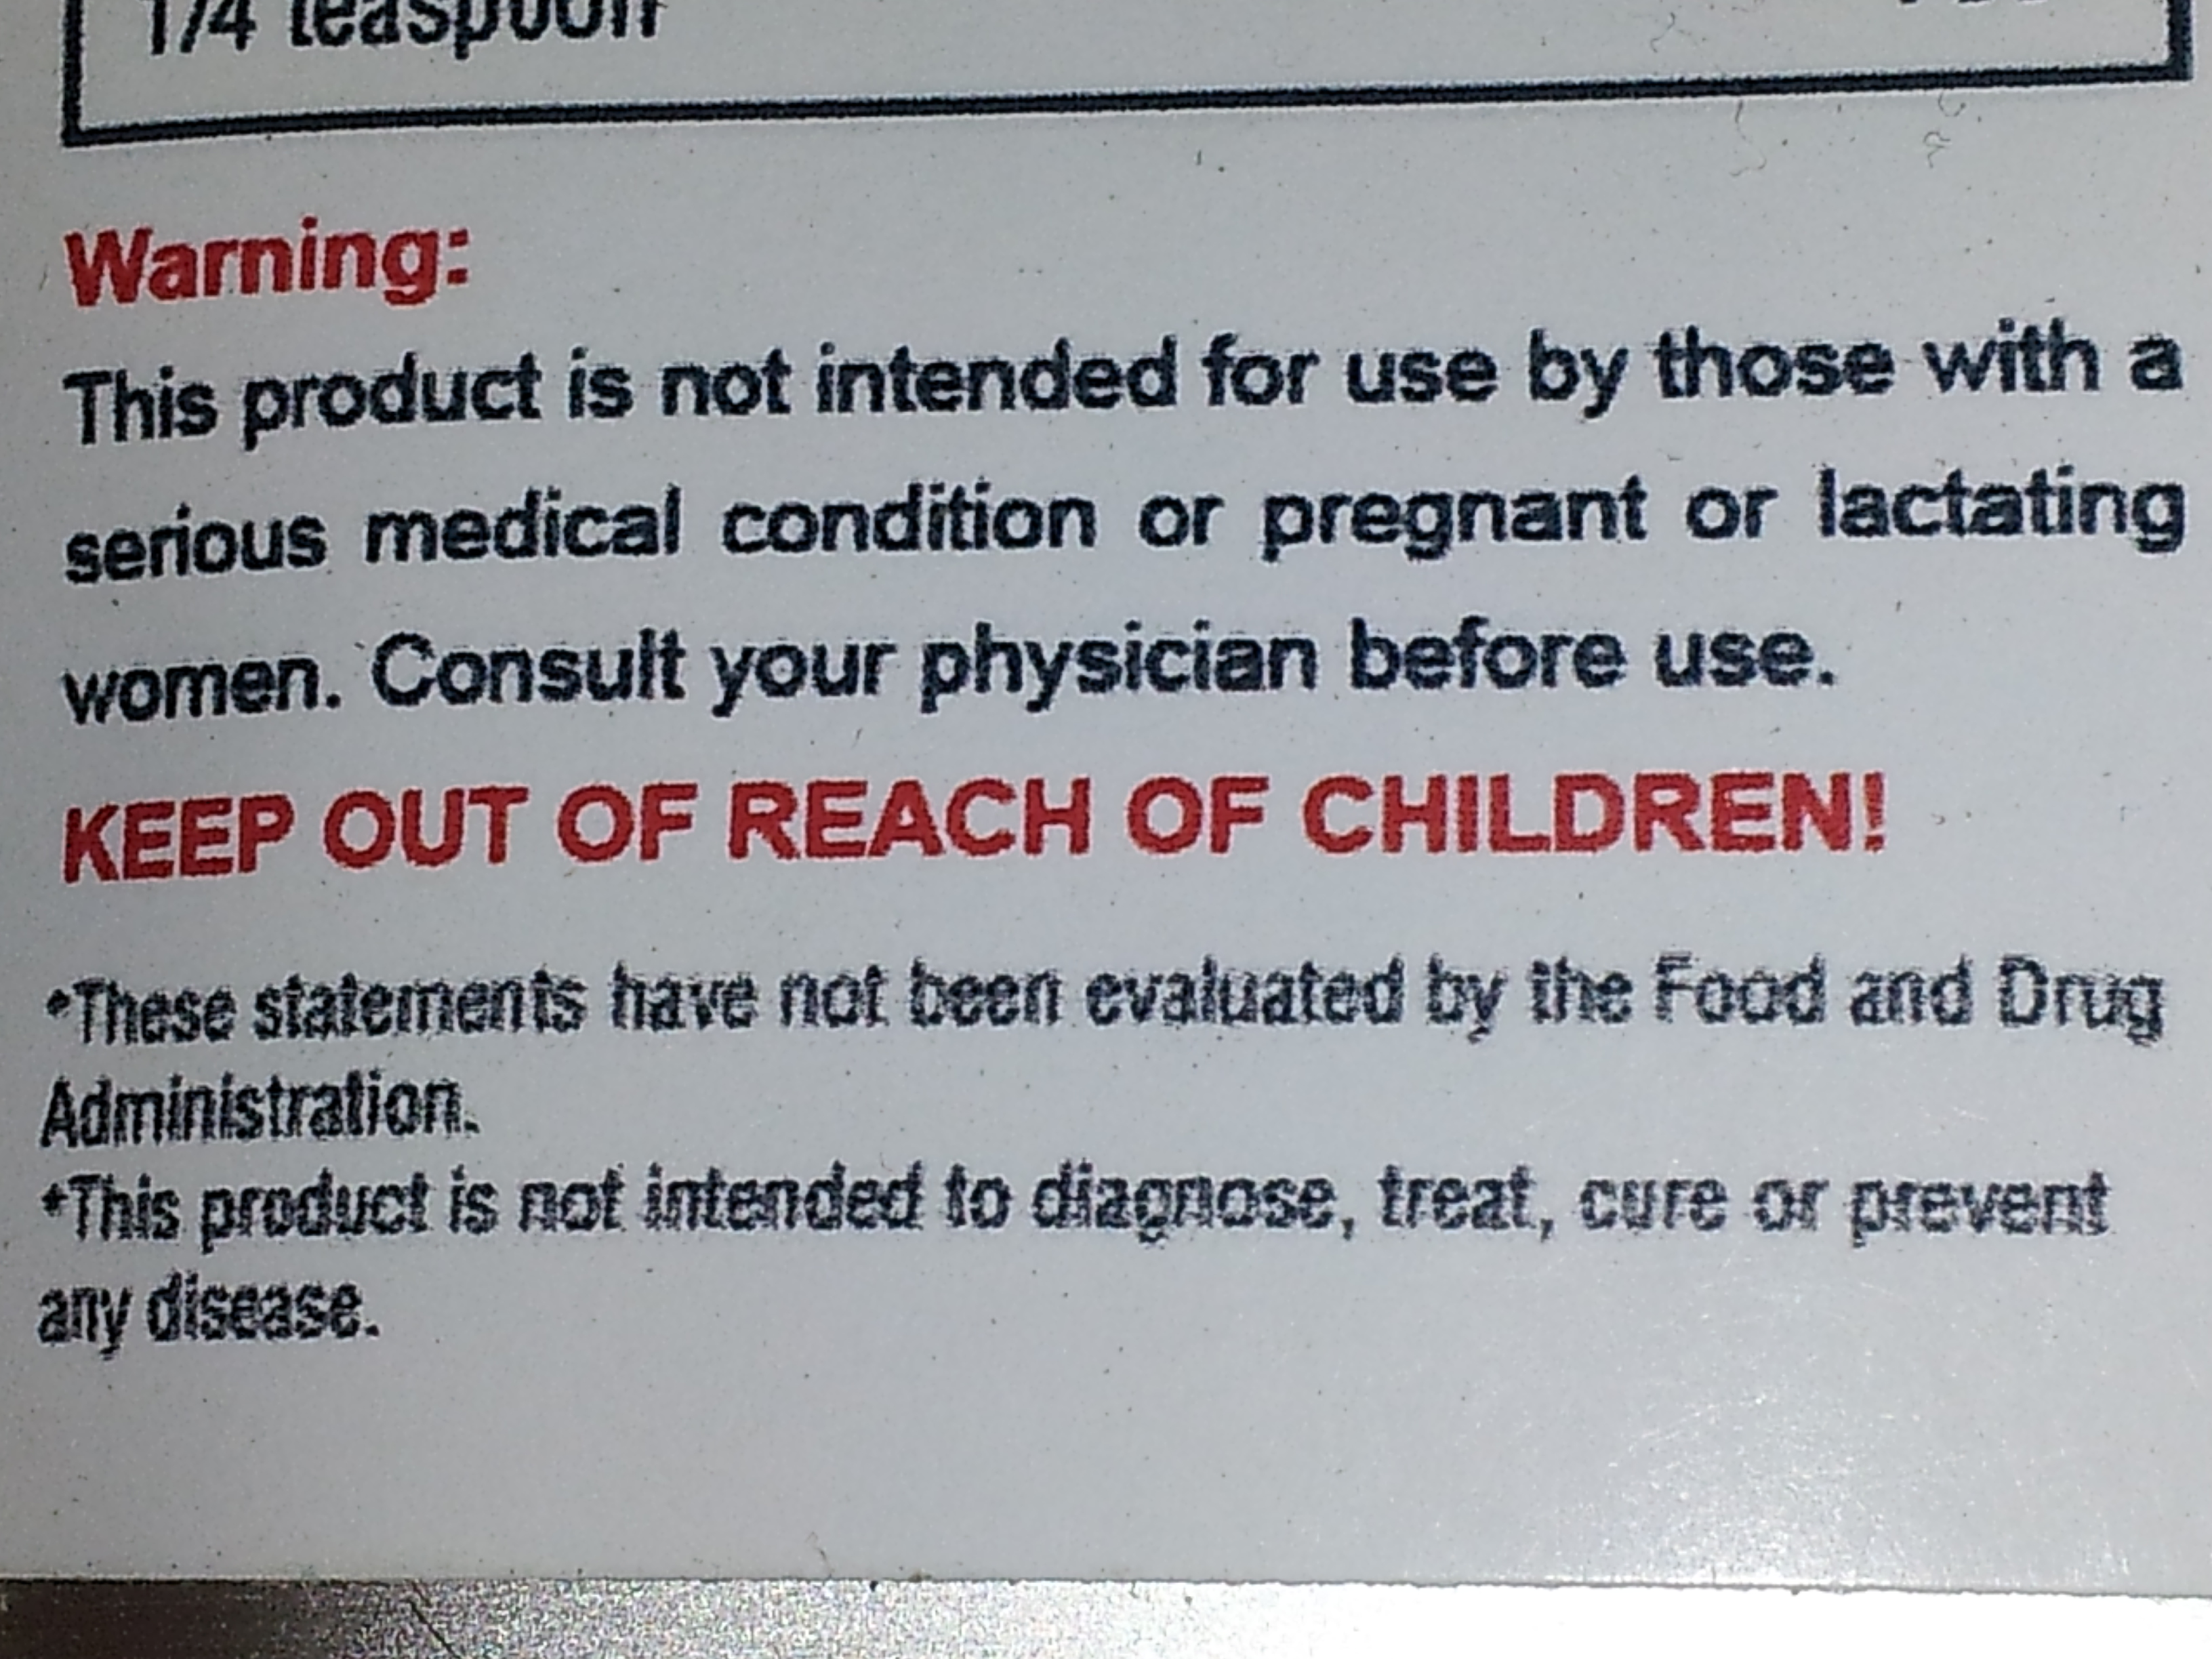 1/4 teaspoon
Warning:
This product is not intended for use by those with a
serious medical condition or pregnant or lactating
women. Consult your physician before use.
KEEP OUT OF REACH OF CHILDREN!
*These statements have not been evaluated by the Food and Drug
Administration.
*This product is not intended to diagnose, treat, cure or prevent
any disease.